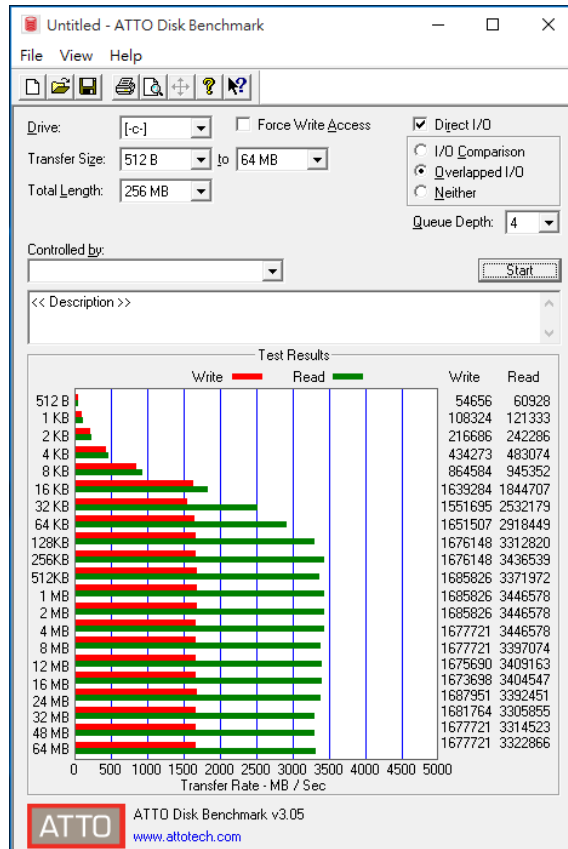 Untitled - ATTO Disk Benchmark
File View Help
Drive: [-c-] Force Write Access Direct I/O
Transfer Size: 512 B to 64 MB I/O Comparison
Overlapped I/O
Total Length: 256 MB Neither
Queue Depth: 4
Controlled by:
Start
<< Description >>
Test Results
Write Read Write Read
512 B 54656 60928
1 KB 108324 121333
2 KB 216686 242286
4 KB 434273 483074
8 KB 864584 945352
16 KB 1639284 1844707
32 KB 1551695 2532179
64 KB 1651507 2918449
128KB 1676148 3312820
256KB 1676148 3436539
512KB 1685826 3371972
1 MB 1685826 3446578
2 MB 1685826 3446578
4 MB 1677721 3446578
8 MB 1677721 3397074
12 MB 1675690 3409163
16 MB 1673698 3404547
24 MB 1687951 3392451
32 MB 1681764 3305855
48 MB 1677721 3314523
64 MB 1677721 3322866
0 500 1000 1500 2000 2500 3000 3500 4000 4500 5000
Transfer Rate - MB / Sec
ATTO ATTO Disk Benchmark v3.05
www.attotech.com